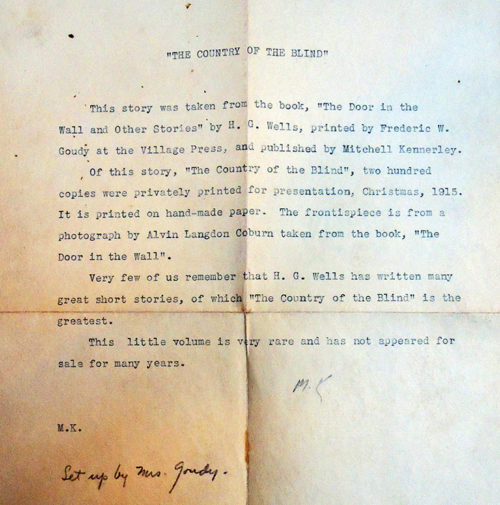 "THE COUNTRY OF THE BLIND"
This story was taken from the book, "The Door in the
Wall and Other Stories" by H. G. Wells, printed by Frederic W.
Goudy at the Village Press, and published by Mitchell Kennerley.
Of this story, "The Country of the Blind", two hundred
copies were privately printed for presentation, Christmas, 1915.
It is printed on hand-made paper. The frontispiece is from a
photograph by Alvin Langdon Coburn taken from the book, "The
Door in the Wall".
Very few of us remember that H. G. Wells has written many
great short stories, of which "The Country of the Blind" is the
greatest.
This little volume is very rare and has not appeared for
sale for many years.
M.K
M.K.
Set up by Mrs. Goudy.